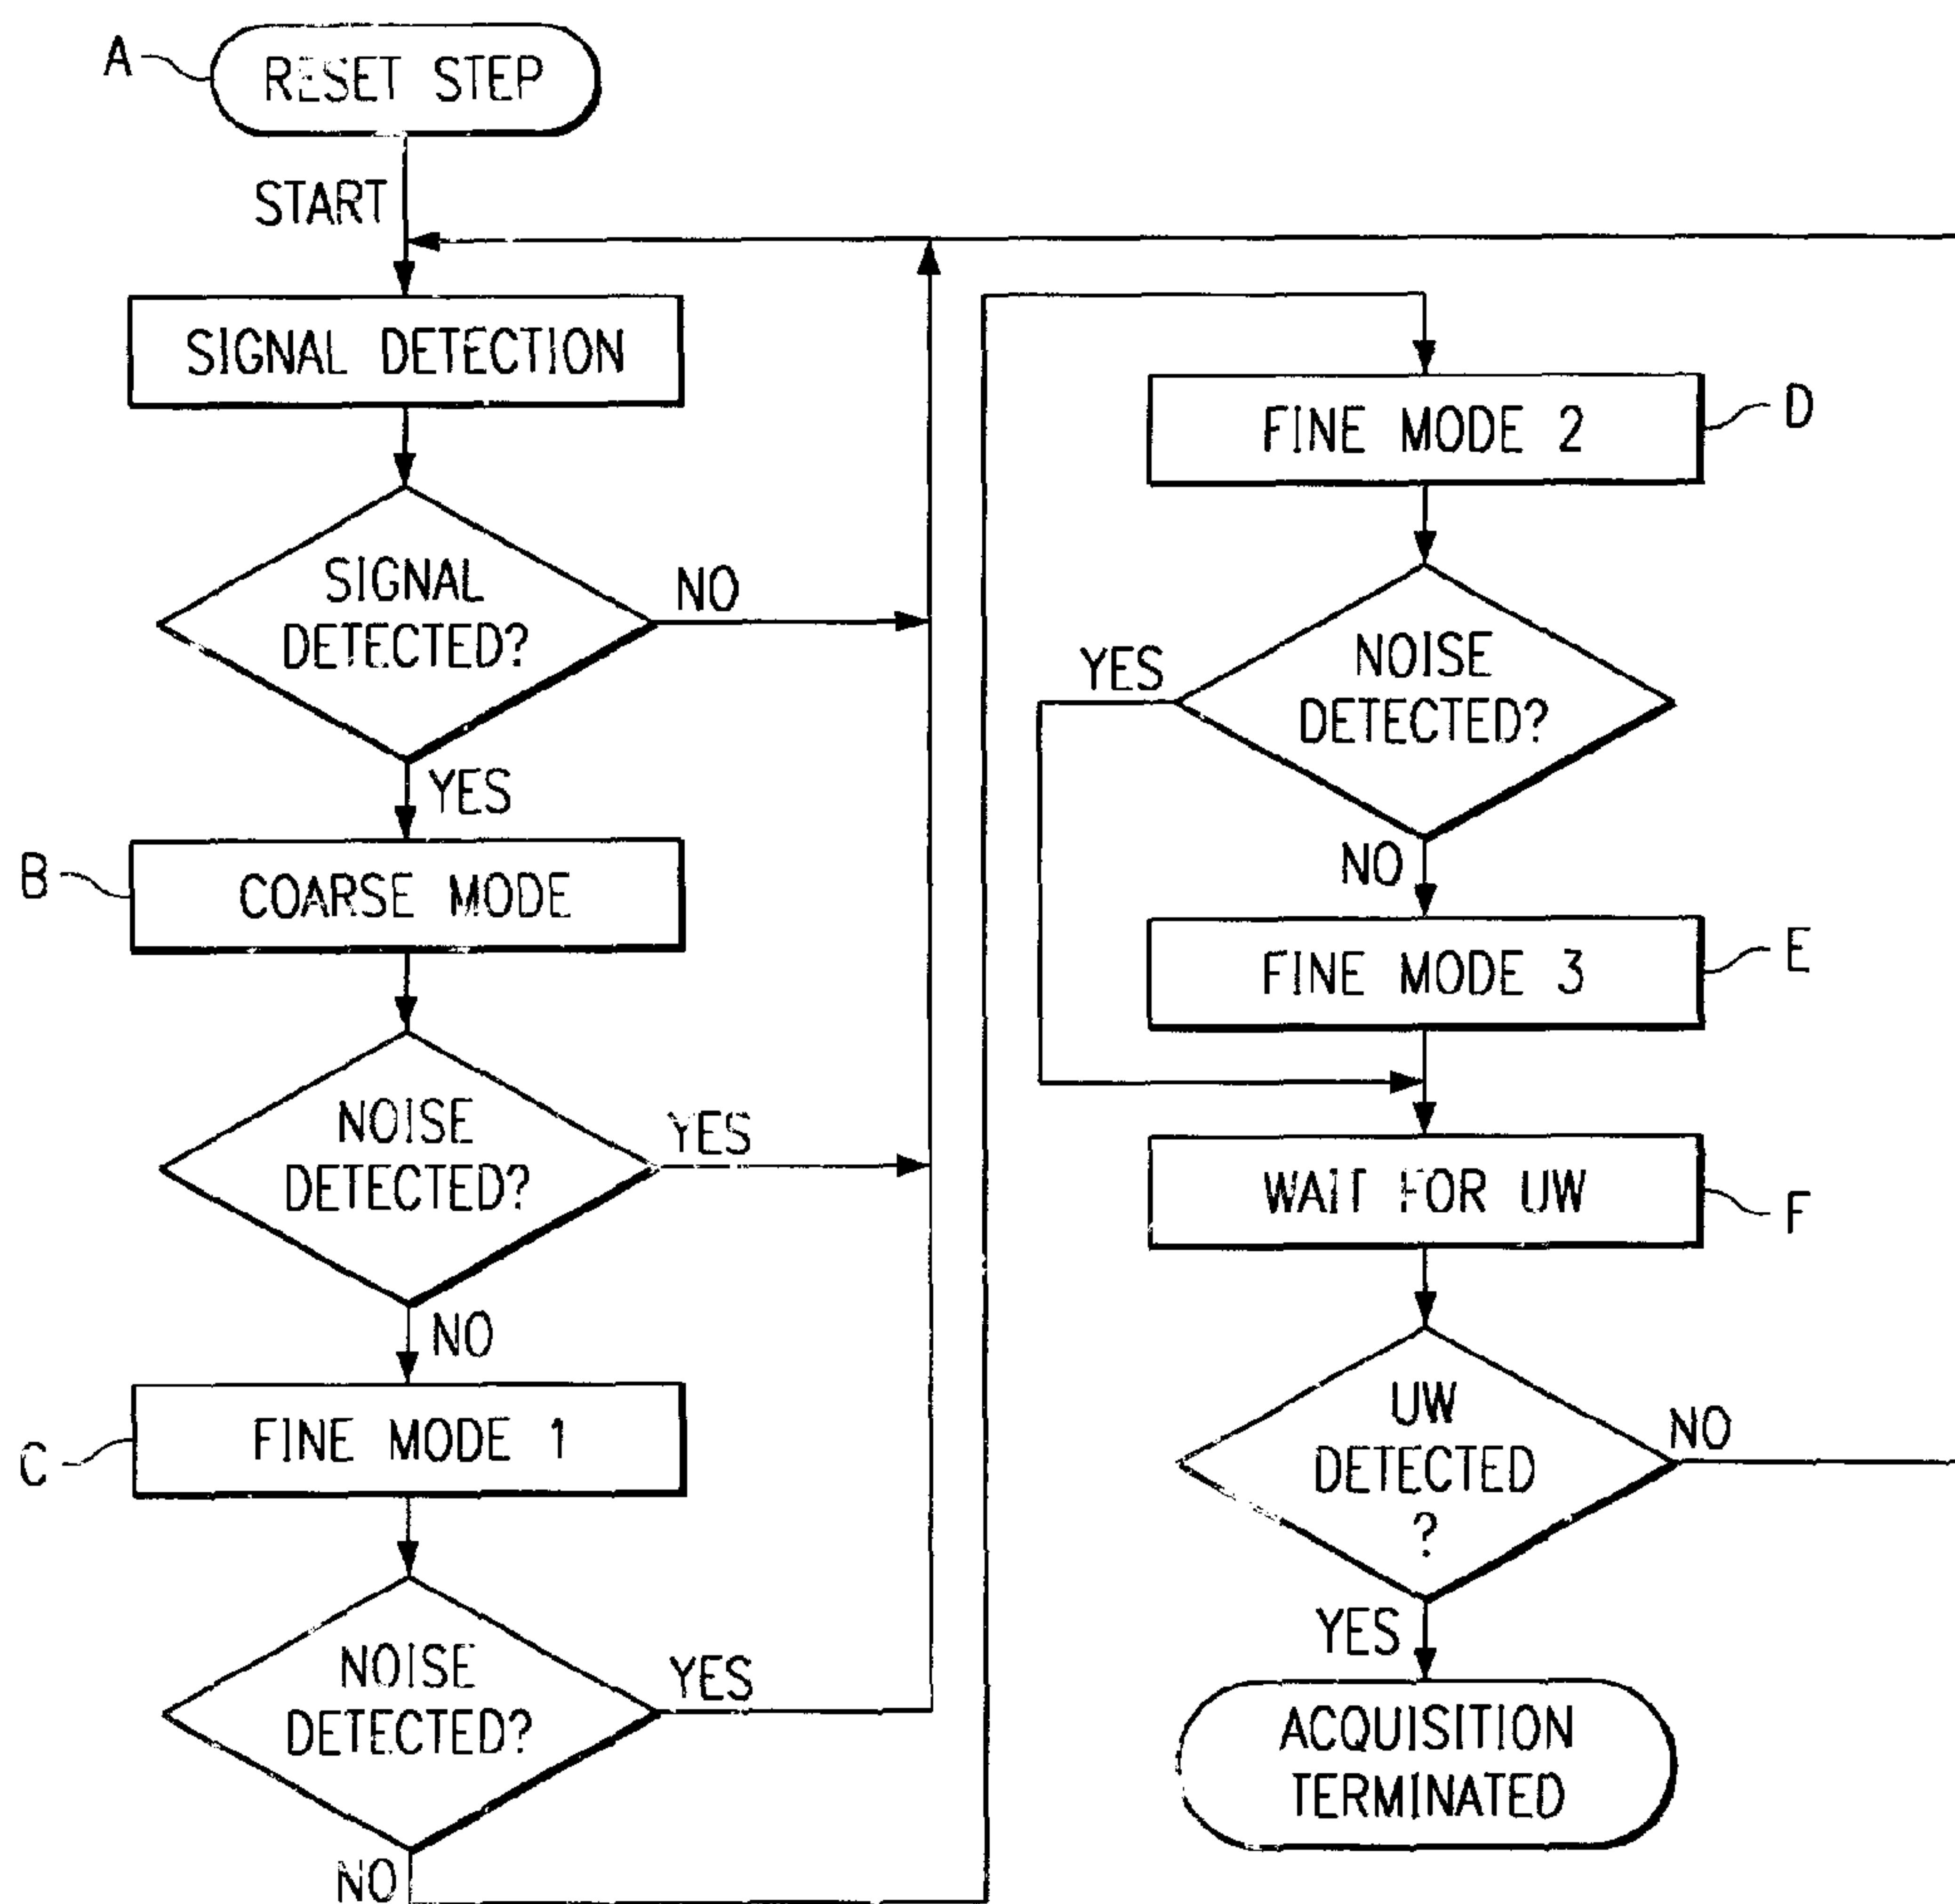 A
RESET STEP
START
SIGNAL DETECTION
SIGNAL
DETECTED?
NO
YES
B
COARSE MODE
NOISE
DETECTED?
YES
NO
C
FINE MODE 1
NOISE
DETECTED?
YES
NO
FINE MODE 2
D
NOISE
DETECTED?
YES
NO
FINE MODE 3
E
WAIT FOR UW
F
UW
DETECTED
?
NO
YES
ACQUISITION
TERMINATED